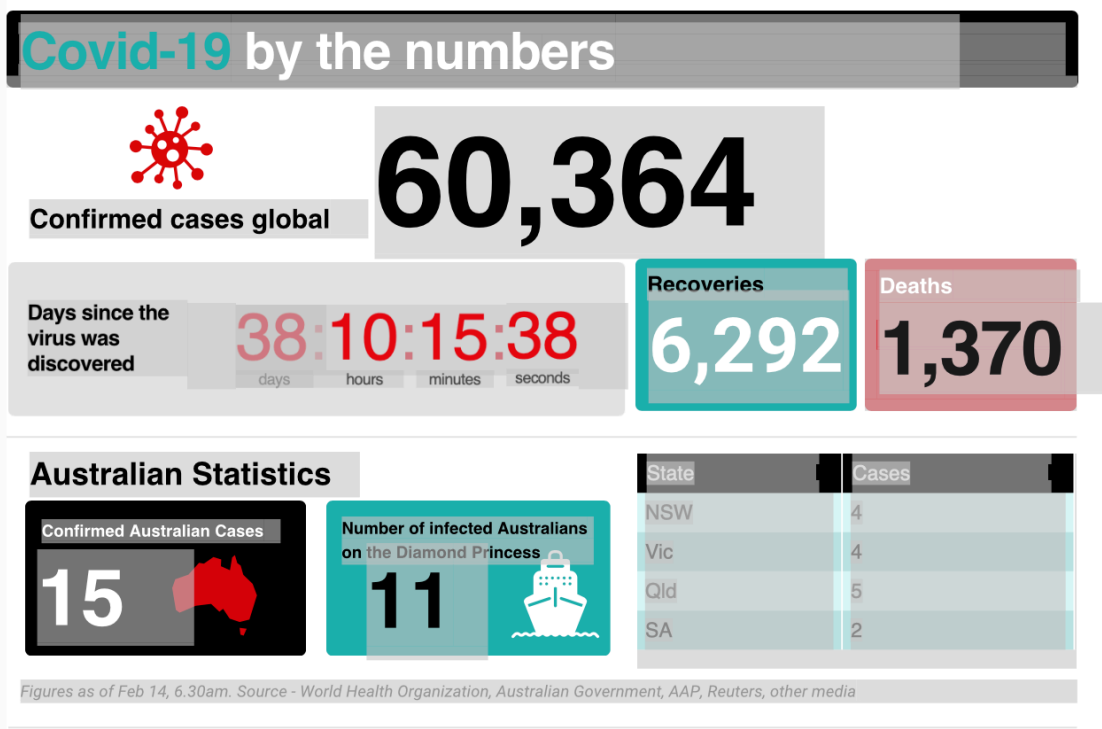 Covid-19 by the numbers
Confirmed cases global
60,364
Days since the
virus was
discovered
38:10:15:38
days hours minutes seconds
Recoveries
6,292
Deaths
1,370
Australian Statistics
Confirmed Australian Cases
15
Number of infected Australians
on the Diamond Princess
11
State Cases
NSW 4
Vic 4
Qld 5
SA 2
Figures as of Feb 14, 6.30am. Source - World Health Organization, Australian Government, AAP, Reuters, other media